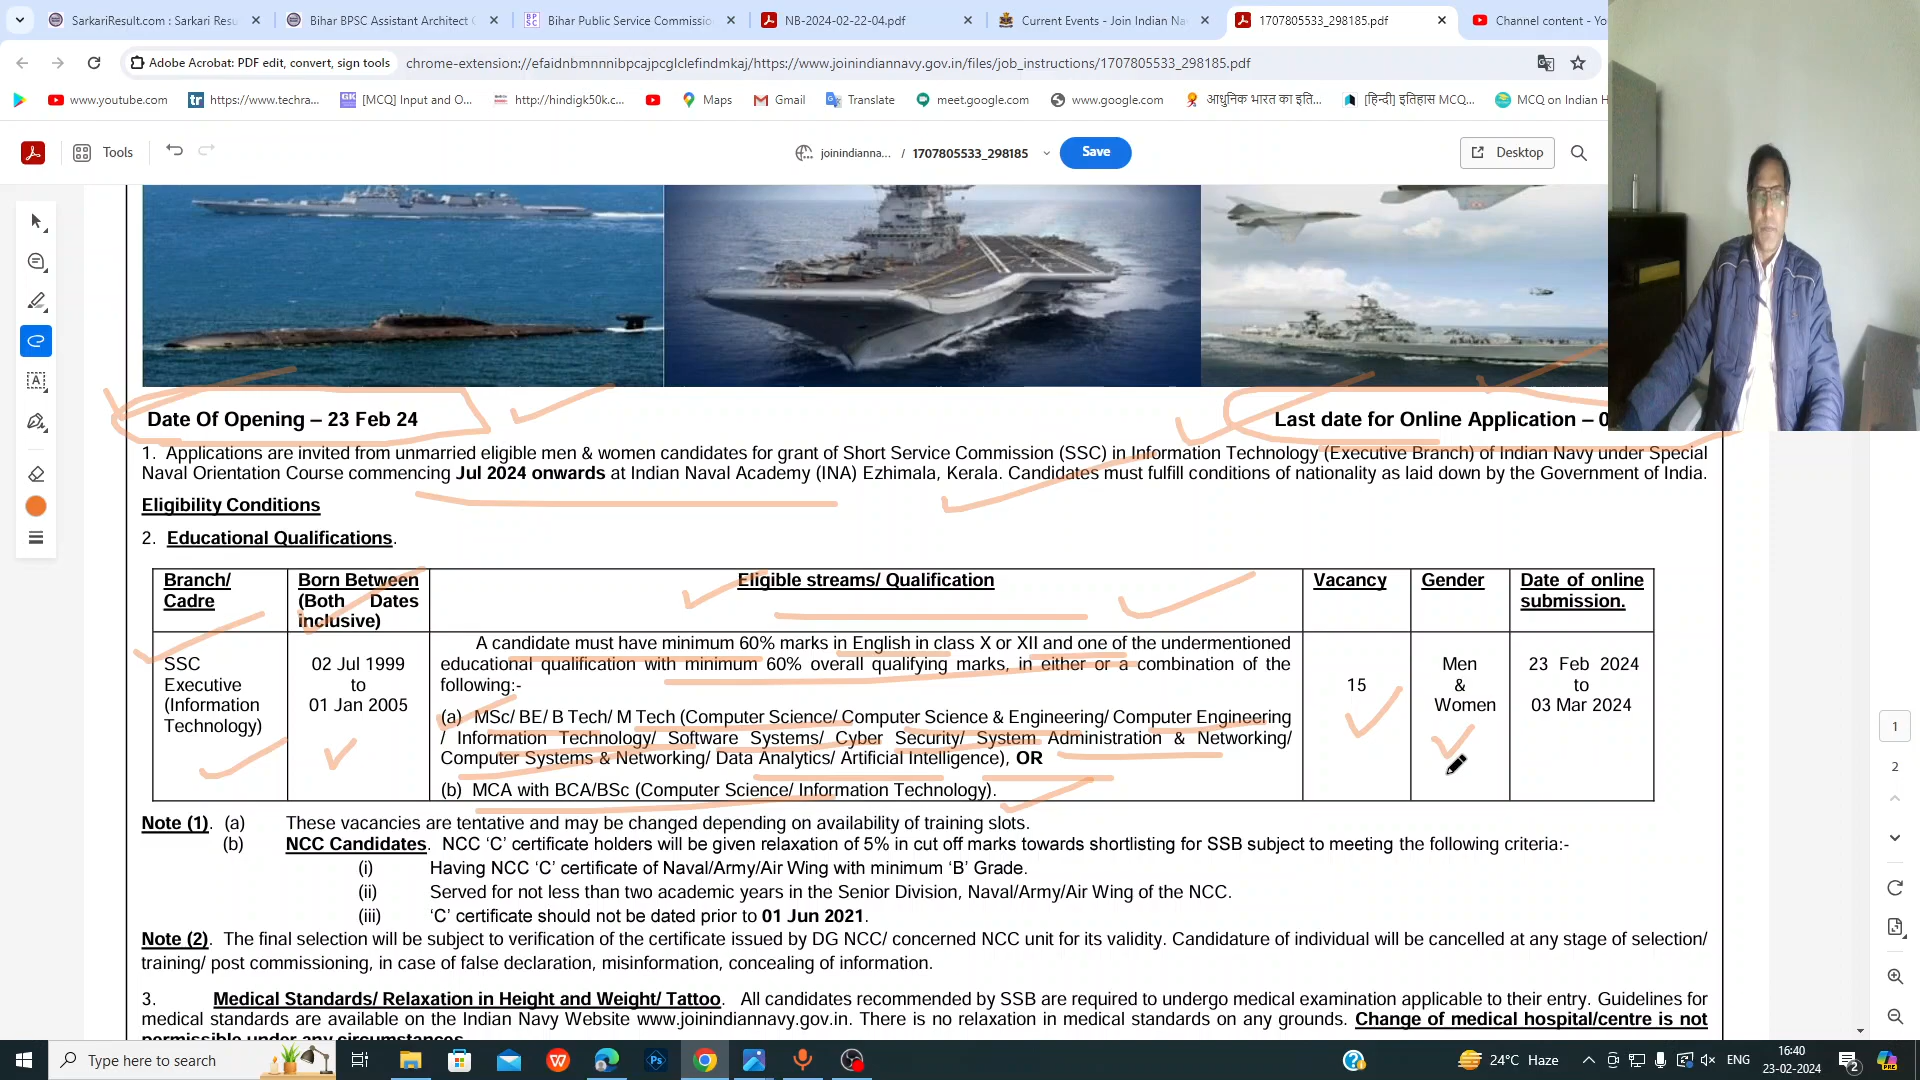 SarkariResult.com : Sarkari Resu
Bihar BPSC Assistant Architect
Bihar Public Service Commissio
NB-2024-02-22-04.pdf
Current Events - Join Indian Na
1707805533_298185.pdf
Channel content - Yo
Adobe Acrobat: PDF edit, convert, sign tools
chrome-extension://efaidnbmnnnibpcajpcglclefindmkaj/https://www.joinindiannavy.gov.in/files/job_instructions/1707805533_298185.pdf
www.youtube.com
https://www.techra...
[MCQ] Input and O...
http://hindigk50k.c...
Maps
Gmail
Translate
meet.google.com
www.google.com
आधुनिक भारत का इति...
[हिन्दी] इतिहास MCQ...
MCQ on Indian H
Tools
joinindianna... / 1707805533_298185
Save
Desktop
Date Of Opening – 23 Feb 24
Last date for Online Application – 0
1. Applications are invited from unmarried eligible men & women candidates for grant of Short Service Commission (SSC) in Information Technology (Executive Branch) of Indian Navy under Special
Naval Orientation Course commencing Jul 2024 onwards at Indian Naval Academy (INA) Ezhimala, Kerala. Candidates must fulfill conditions of nationality as laid down by the Government of India.
Eligibility Conditions
2. Educational Qualifications.
Branch/
Cadre
Born Between
(Both Dates
inclusive)
Eligible streams/ Qualification
Vacancy
Gender
Date of online
submission.
SSC
Executive
(Information
Technology)
02 Jul 1999
to
01 Jan 2005
A candidate must have minimum 60% marks in English in class X or XII and one of the undermentioned
educational qualification with minimum 60% overall qualifying marks, in either or a combination of the
following:-
(a) MSc/ BE/ B Tech/ M Tech (Computer Science/ Computer Science & Engineering/ Computer Engineering
/ Information Technology/ Software Systems/ Cyber Security/ System Administration & Networking/
Computer Systems & Networking/ Data Analytics/ Artificial Intelligence), OR
(b) MCA with BCA/BSc (Computer Science/ Information Technology).
15
Men
&
Women
23 Feb 2024
to
03 Mar 2024
Note (1). (a) These vacancies are tentative and may be changed depending on availability of training slots.
(b) NCC Candidates. NCC ‘C’ certificate holders will be given relaxation of 5% in cut off marks towards shortlisting for SSB subject to meeting the following criteria:-
(i) Having NCC ‘C’ certificate of Naval/Army/Air Wing with minimum ‘B’ Grade.
(ii) Served for not less than two academic years in the Senior Division, Naval/Army/Air Wing of the NCC.
(iii) ‘C’ certificate should not be dated prior to 01 Jun 2021.
Note (2). The final selection will be subject to verification of the certificate issued by DG NCC/ concerned NCC unit for its validity. Candidature of individual will be cancelled at any stage of selection/
training/ post commissioning, in case of false declaration, misinformation, concealing of information.
3. Medical Standards/ Relaxation in Height and Weight/ Tattoo. All candidates recommended by SSB are required to undergo medical examination applicable to their entry. Guidelines for
medical standards are available on the Indian Navy Website www.joinindiannavy.gov.in. There is no relaxation in medical standards on any grounds. Change of medical hospital/centre is not
permissible under any circumstances
1
2
Type here to search
24°C Haze
ENG
16:40
23-02-2024
2